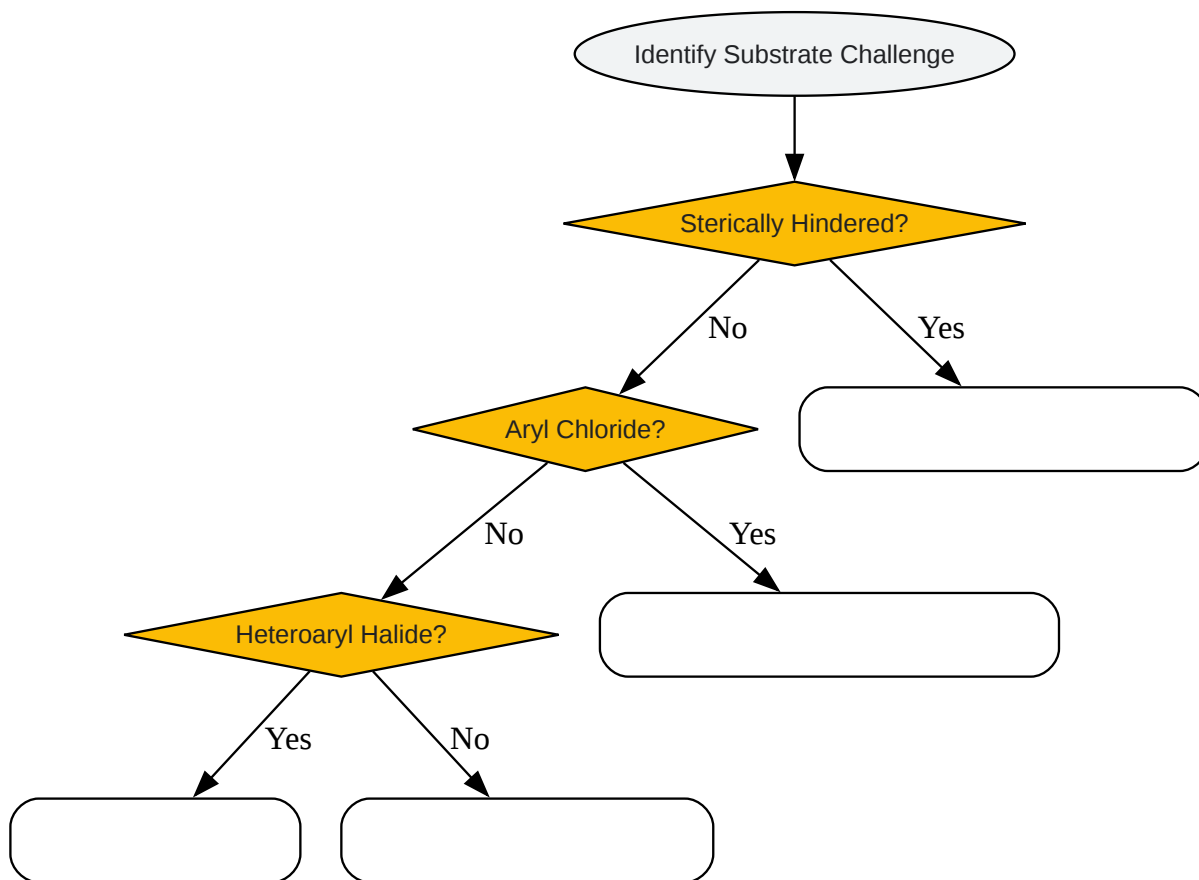 Identify Substrate Challenge
Sterically Hindered?
No
Yes
Aryl Chloride?
No
Yes
Heteroaryl Halide?
Yes
No